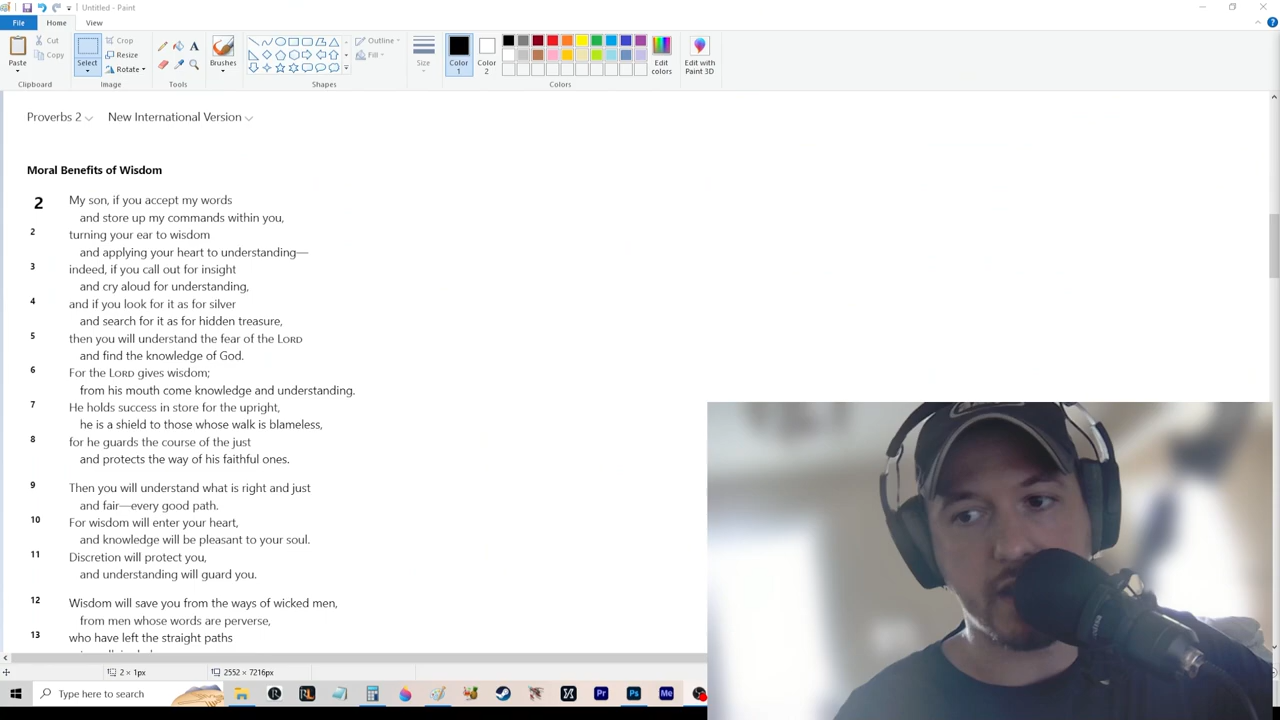 Untitled - Paint
File
Home
View
Paste
Cut
Copy
Clipboard
Select
Crop
Resize
Rotate
Image
Tools
Brushes
Shapes
Outline
Fill
Size
Color 1
Color 2
Edit colors
Colors
Edit with Paint 3D
Proverbs 2 New International Version
Moral Benefits of Wisdom
2 My son, if you accept my words
and store up my commands within you,
2 turning your ear to wisdom
and applying your heart to understanding—
3 indeed, if you call out for insight
and cry aloud for understanding,
4 and if you look for it as for silver
and search for it as for hidden treasure,
5 then you will understand the fear of the LORD
and find the knowledge of God.
6 For the LORD gives wisdom;
from his mouth come knowledge and understanding.
7 He holds success in store for the upright,
he is a shield to those whose walk is blameless,
8 for he guards the course of the just
and protects the way of his faithful ones.
9 Then you will understand what is right and just
and fair—every good path.
10 For wisdom will enter your heart,
and knowledge will be pleasant to your soul.
11 Discretion will protect you,
and understanding will guard you.
12 Wisdom will save you from the ways of wicked men,
from men whose words are perverse,
13 who have left the straight paths
2 × 1px
2552 × 7216px
Type here to search
R
RL
Pr
Ps
Me